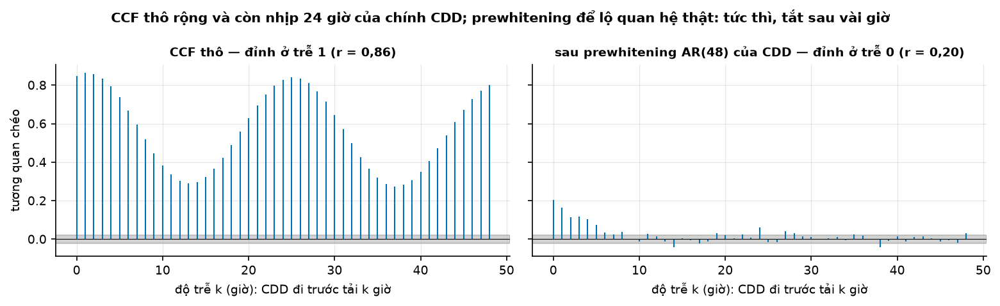 CCF thô rộng và còn nhịp 24 giờ của chính CDD; prewhitening để lộ quan hệ thật: tức thì, tắt sau vài giờ
CCF thô — đỉnh ở trễ 1 (r = 0,86)
tương quan chéo
0.8
0.6
0.4
0.2
0.0
0 10 20 30 40 50
độ trễ k (giờ): CDD đi trước tải k giờ
sau prewhitening AR(48) của CDD — đỉnh ở trễ 0 (r = 0,20)
0 10 20 30 40 50
độ trễ k (giờ): CDD đi trước tải k giờ